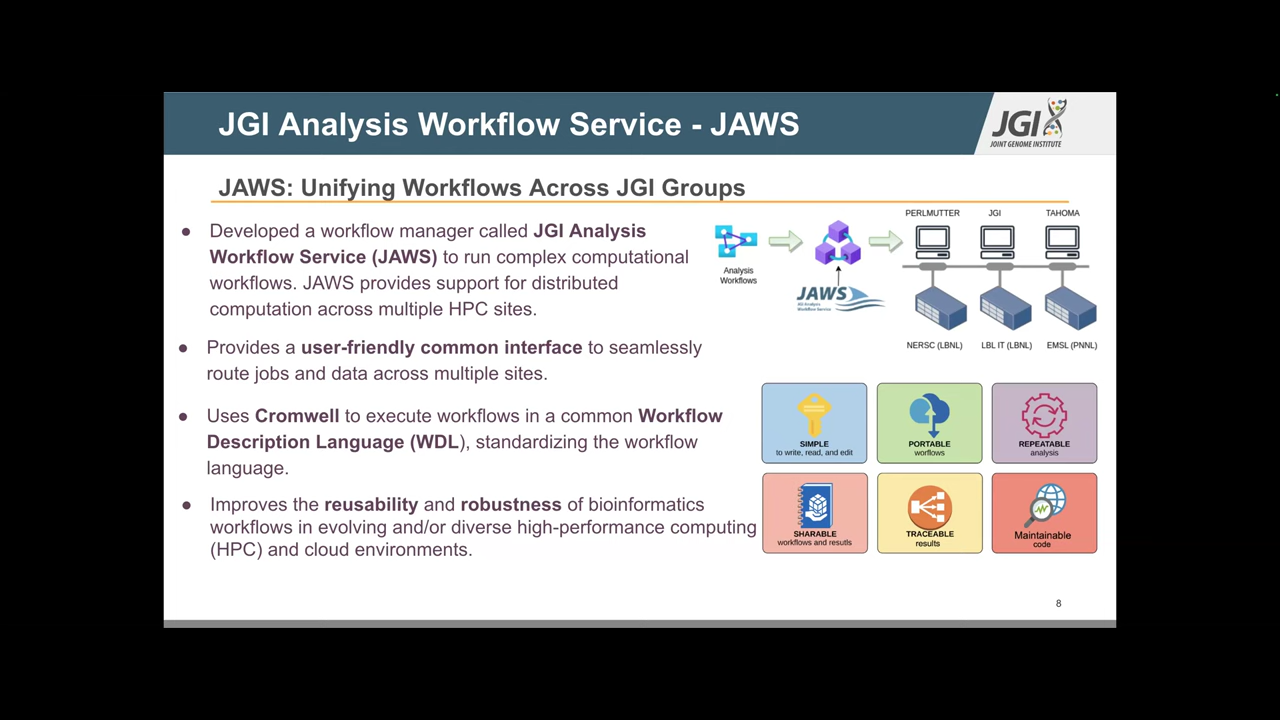 JGI Analysis Workflow Service - JAWS
JGI
JOINT GENOME INSTITUTE
JAWS: Unifying Workflows Across JGI Groups
● Developed a workflow manager called JGI Analysis
Workflow Service (JAWS) to run complex computational
workflows. JAWS provides support for distributed
computation across multiple HPC sites.
● Provides a user-friendly common interface to seamlessly
route jobs and data across multiple sites.
● Uses Cromwell to execute workflows in a common Workflow
Description Language (WDL), standardizing the workflow
language.
● Improves the reusability and robustness of bioinformatics
workflows in evolving and/or diverse high-performance computing
(HPC) and cloud environments.
Analysis
Workflows
JAWS
JGI Analysis
Workflow Service
PERLMUTTER JGI TAHOMA
NERSC (LBNL) LBL IT (LBNL) EMSL (PNNL)
SIMPLE
to write, read, and edit
PORTABLE
worflows
REPEATABLE
analysis
SHARABLE
workflows and resutls
TRACEABLE
results
Maintainable
code
8